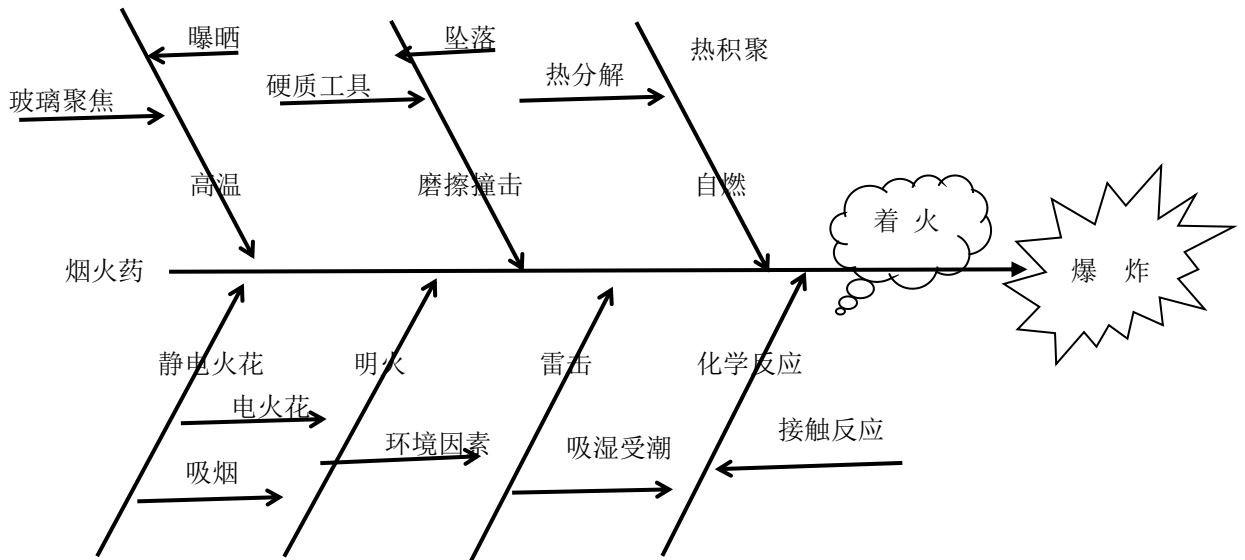 曝晒
坠落
热积聚
热分解
硬质工具
玻璃聚焦
高温
磨擦撞击
自燃
着 火
烟火药
爆 炸
静电火花
明火
雷击
化学反应
电火花
接触反应
环境因素
吸湿受潮
吸烟